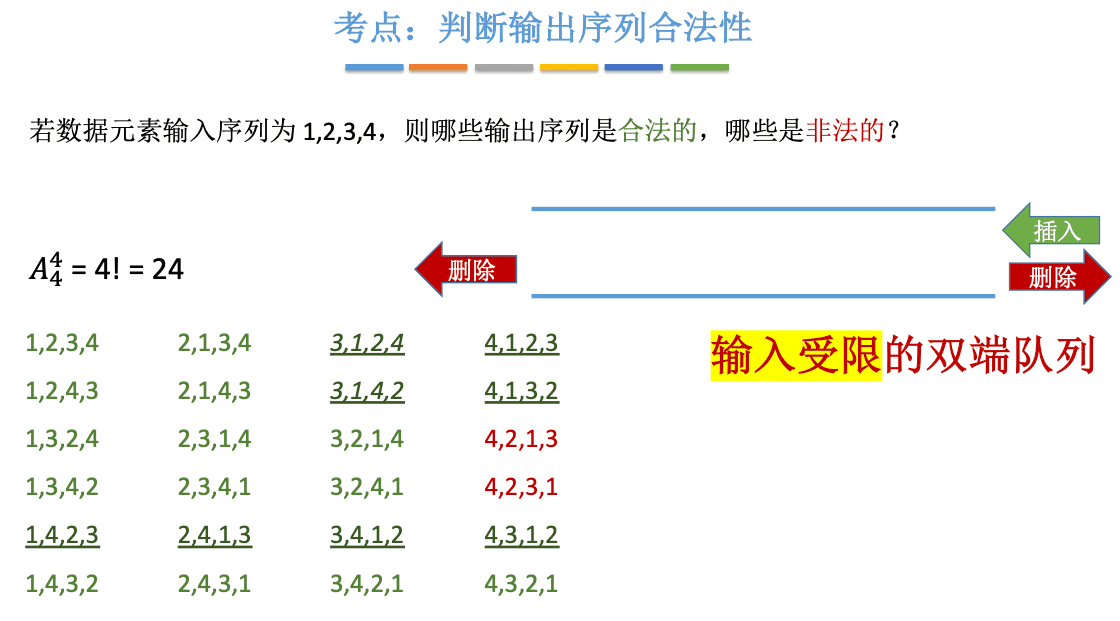 考点：判断输出序列合法性
若数据元素输入序列为 1,2,3,4，则哪些输出序列是合法的，哪些是非法的？
插入
删除
删除
A₄⁴ = 4! = 24
输入受限的双端队列
1,2,3,4 2,1,3,4 3,1,2,4 4,1,2,3
1,2,4,3 2,1,4,3 3,1,4,2 4,1,3,2
1,3,2,4 2,3,1,4 3,2,1,4 4,2,1,3
1,3,4,2 2,3,4,1 3,2,4,1 4,2,3,1
1,4,2,3 2,4,1,3 3,4,1,2 4,3,1,2
1,4,3,2 2,4,3,1 3,4,2,1 4,3,2,1